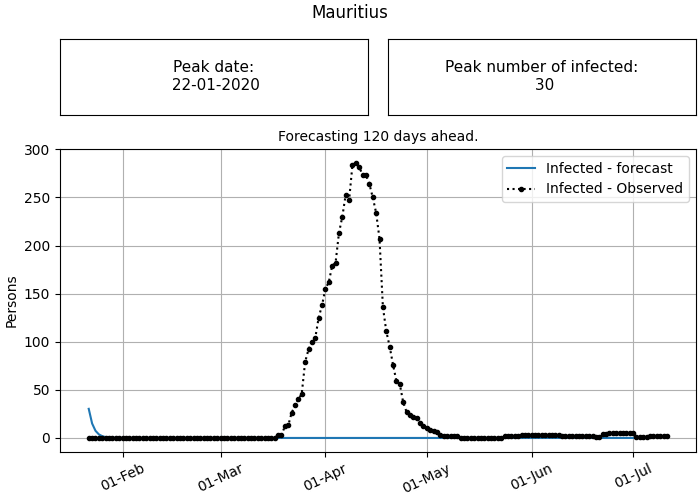 Mauritius
Peak date:
22-01-2020
Peak number of infected:
30
Forecasting 120 days ahead.
300
250
200
150
100
50
0
Persons
Infected - forecast
Infected - Observed
01-Feb
01-Mar
01-Apr
01-May
01-Jun
01-Jul